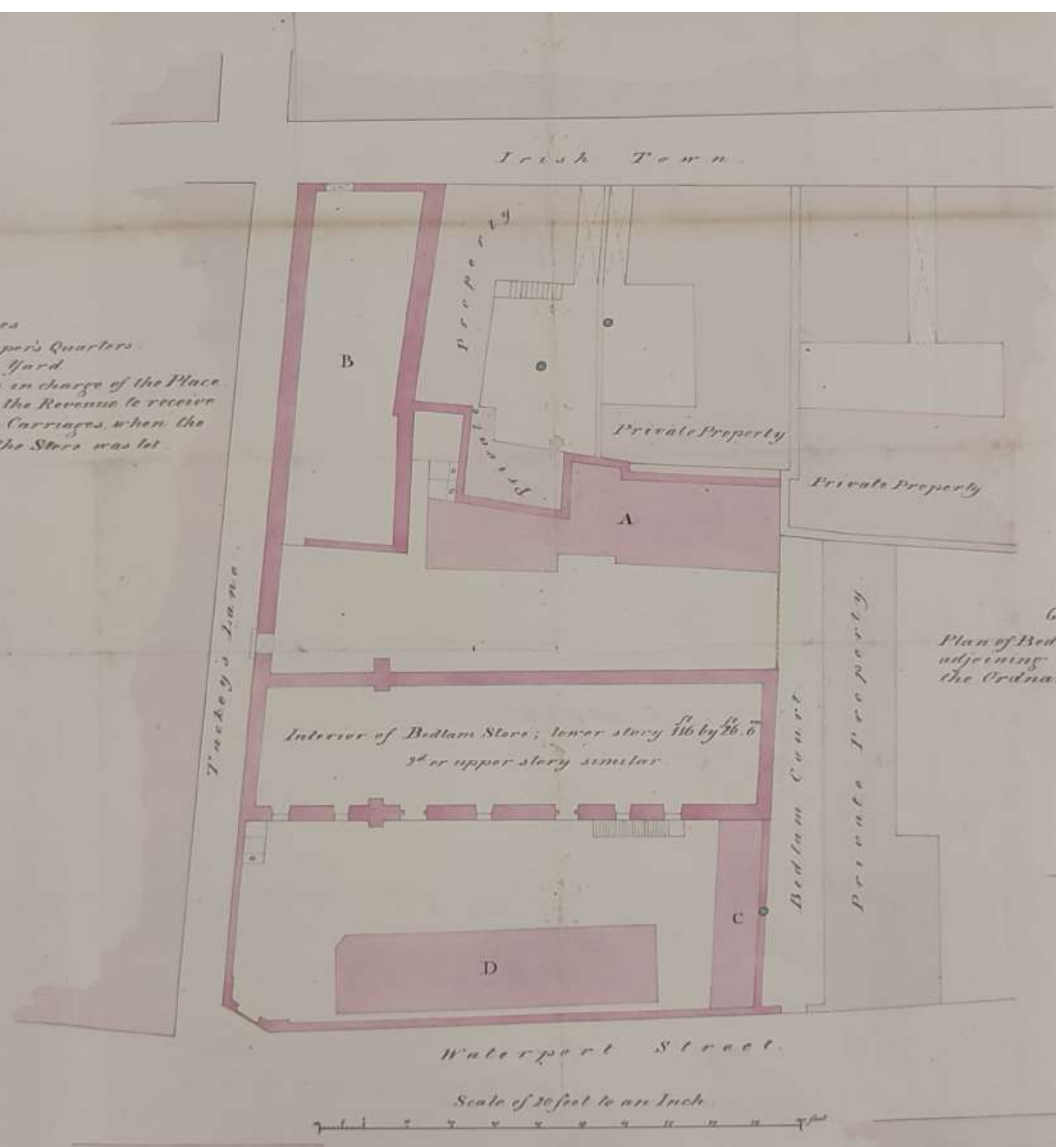 Irish Town.
Property
Private
B
per's Quarters.
Yard
in charge of the Place
the Revenue to receive
Carriages, when the
the Store was let.
Private Property
Private Property
A
Tuckey's Lane.
Plan of Bed
adjoining
the Ordna
Interior of Bedlam Store; lower story 116 by 26.6
2d or upper story similar
Bedlam Court.
Private Property.
C
D
Waterport Street.
Scale of 20 feet to an Inch.
feet